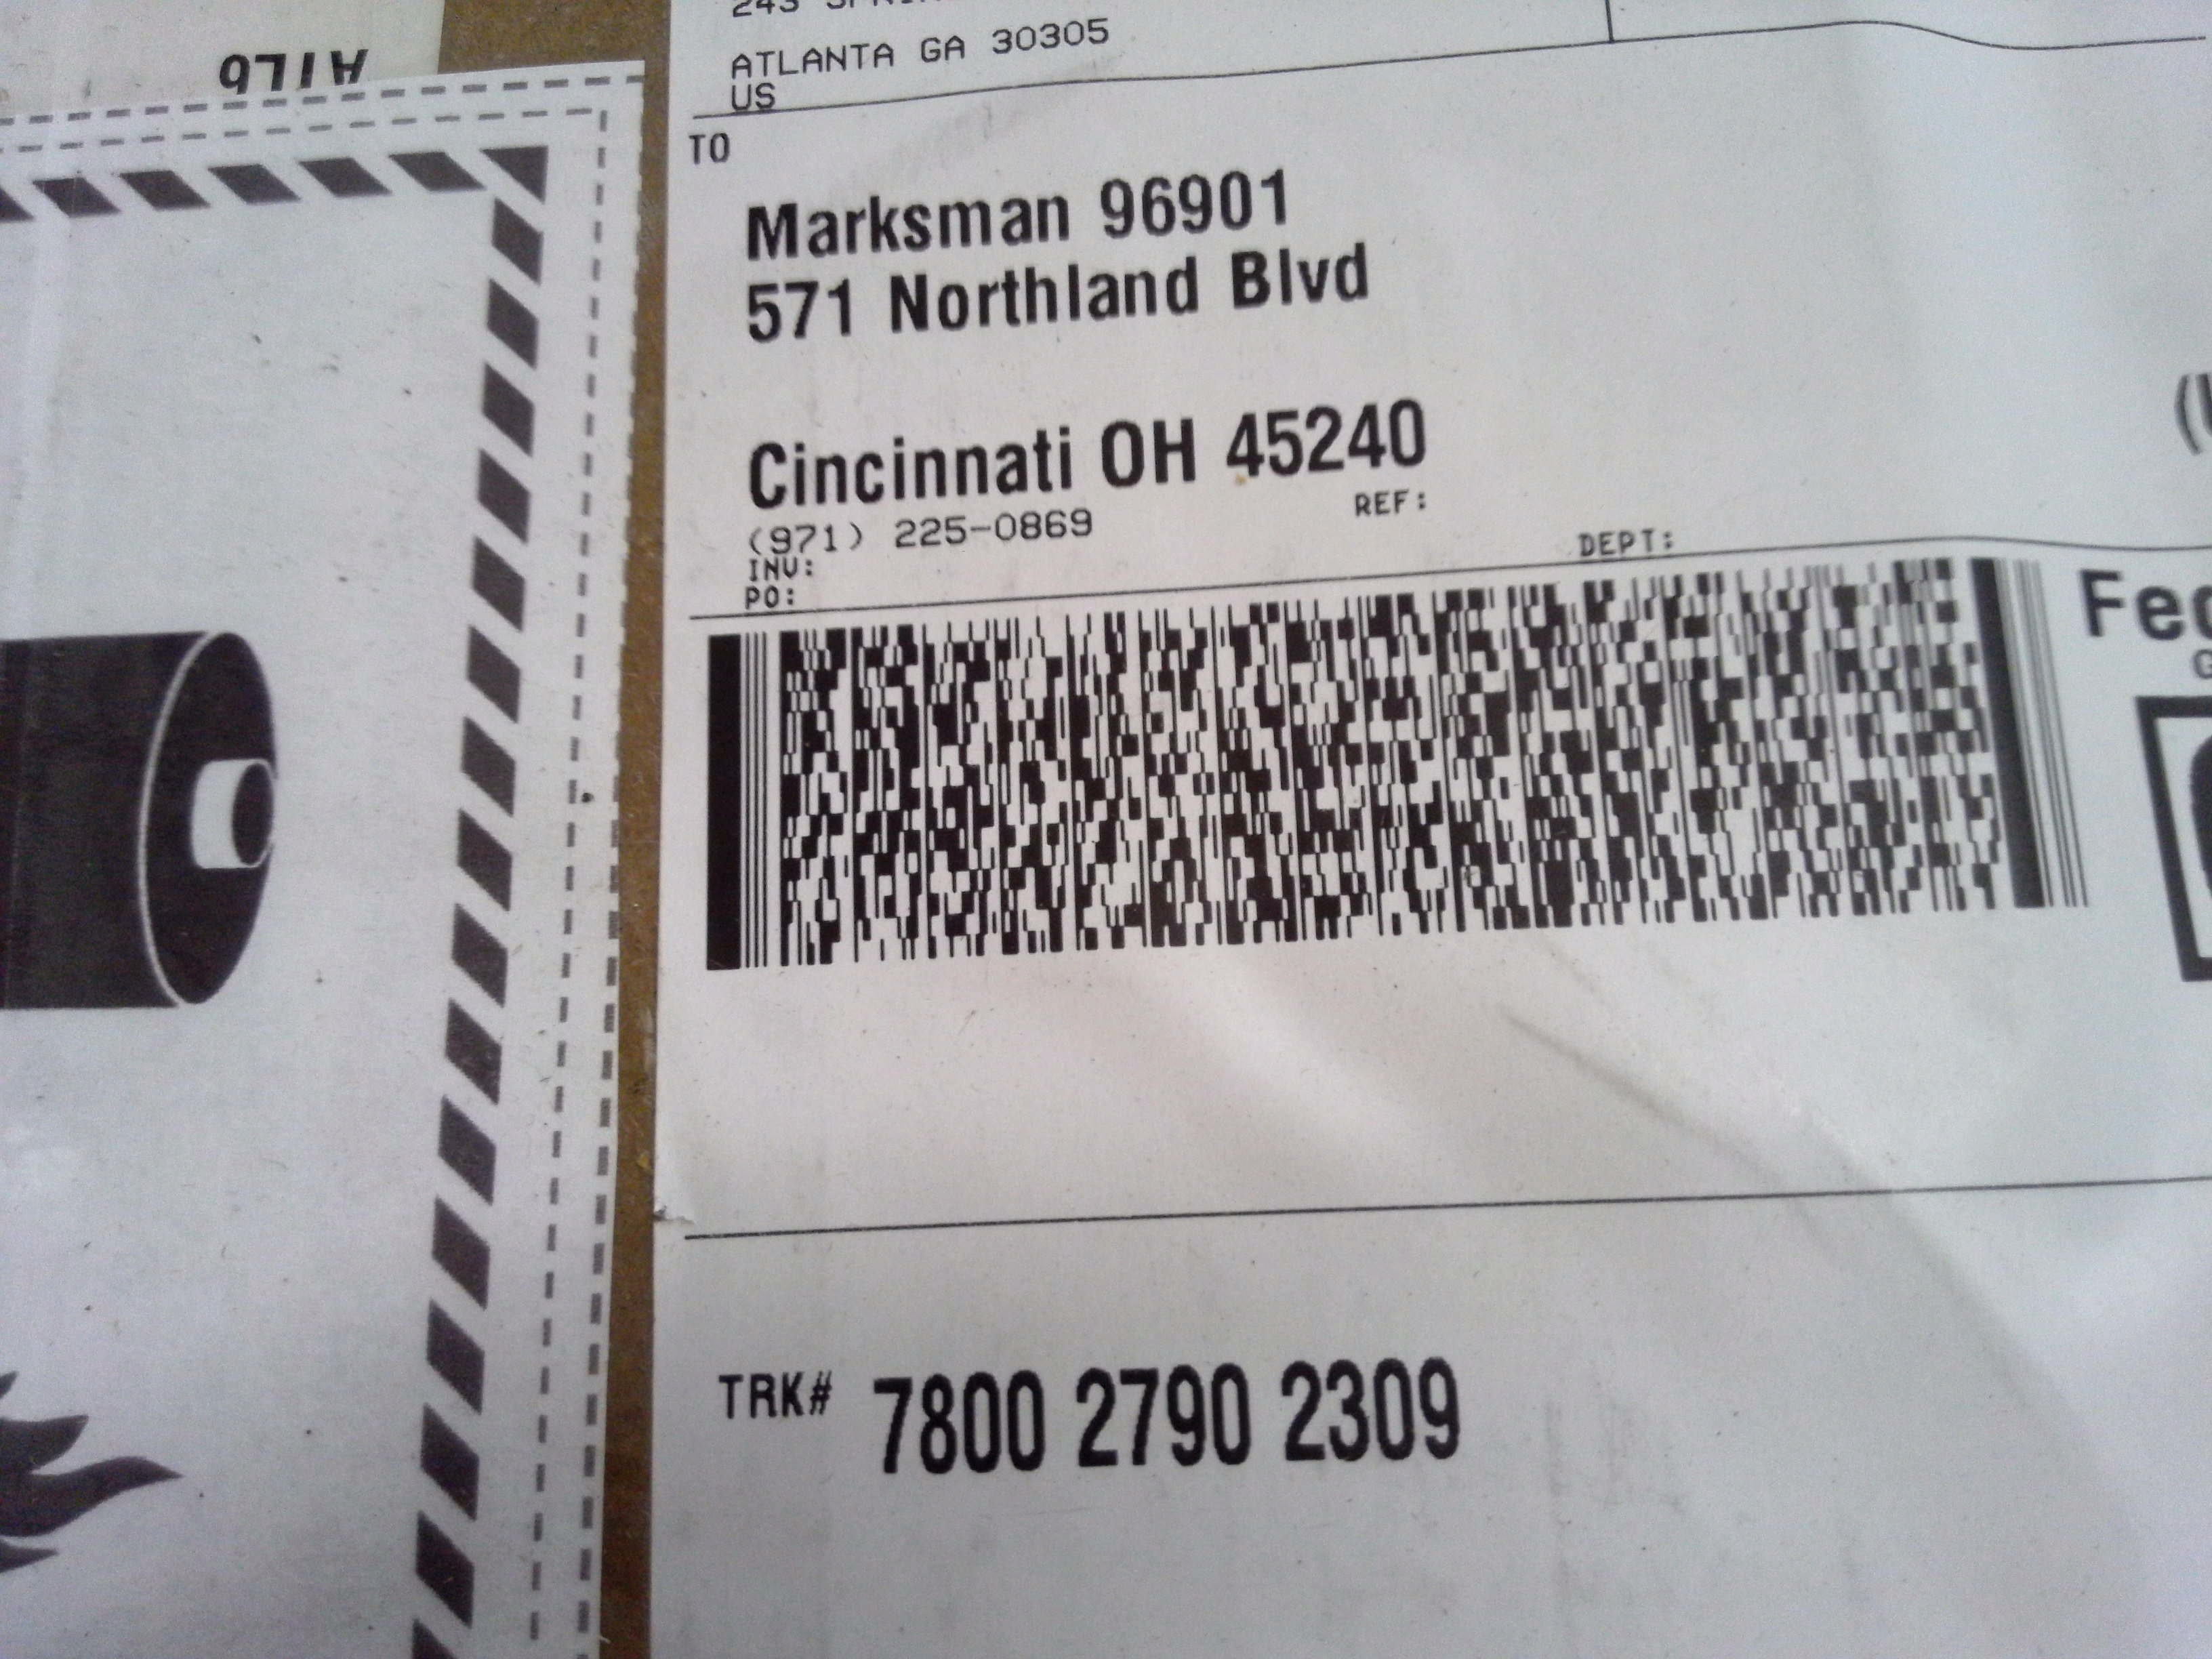 ATLANTA GA 30305
US
TO
Marksman 96901
571 Northland Blvd
Cincinnati OH 45240
(971) 225-0869
REF:
INV:
DEPT:
PO:
TRK# 7800 2790 2309